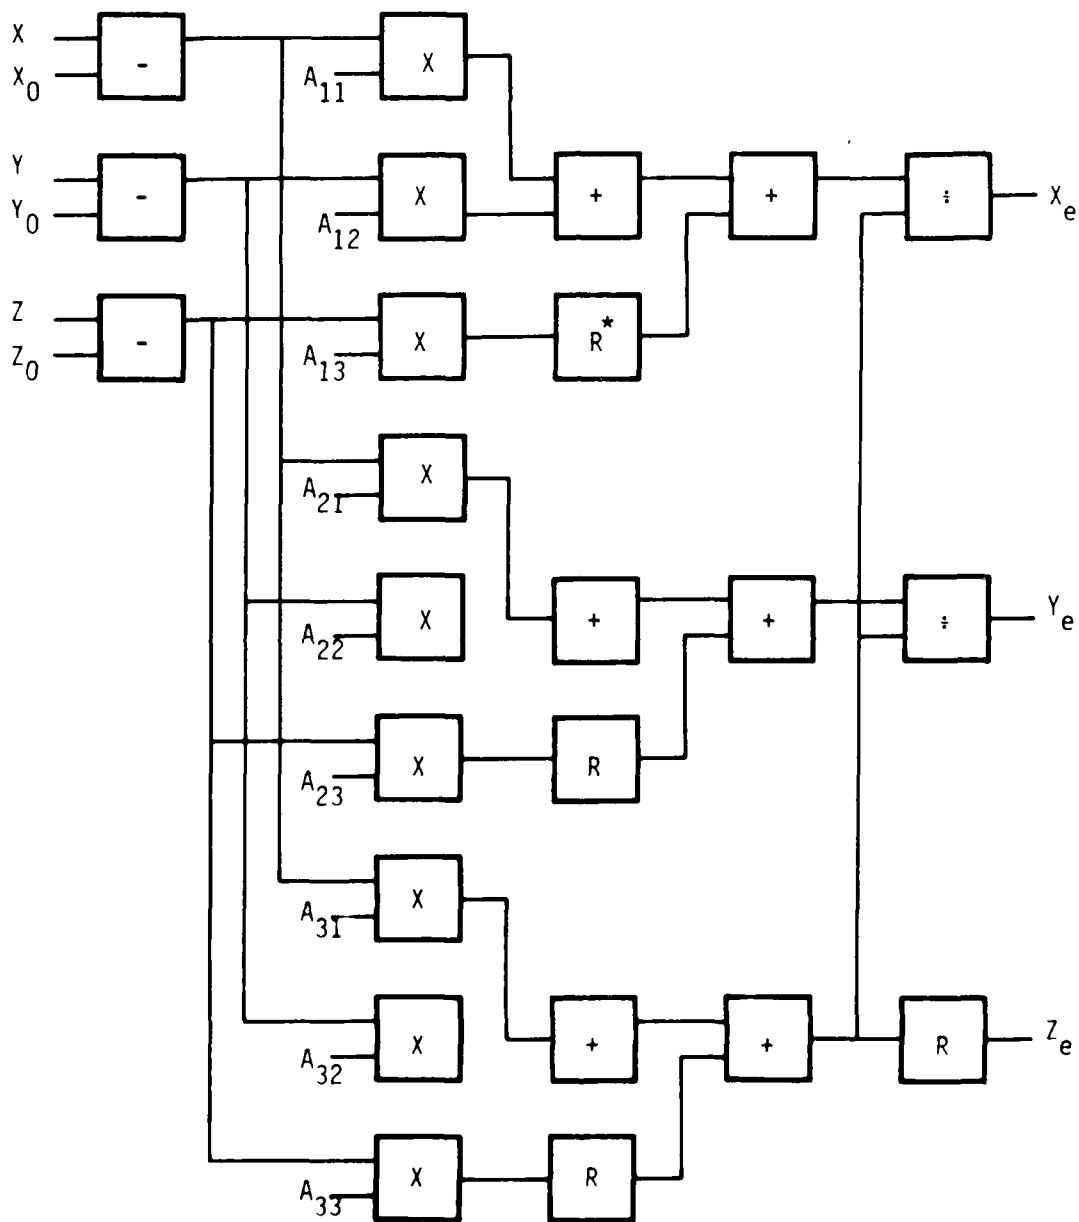 X
X₀
-
A₁₁
X
Y
Y₀
-
A₁₂
X
+
+
÷
Xₑ
Z
Z₀
-
A₁₃
X
R*
A₂₁
X
A₂₂
X
+
+
÷
Yₑ
A₂₃
X
R
A₃₁
X
A₃₂
X
+
+
R
Zₑ
A₃₃
X
R